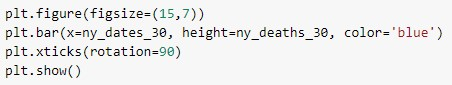 plt.figure(figsize=(15,7))
plt.bar(x=ny_dates_30, height=ny_deaths_30, color='blue')
plt.xticks(rotation=90)
plt.show()